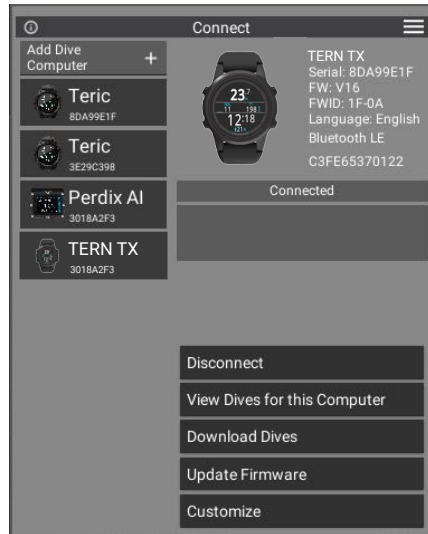 Connect
Add Dive
Computer +
Teric
8DA99E1F
Teric
3E29C398
Perdix AI
3018A2F3
TERN TX
3018A2F3
TERN TX
Serial: 8DA99E1F
FW: V16
FWID: 1F-0A
Language: English
Bluetooth LE
C3FE65370122
23.7
12:18
Connected
Disconnect
View Dives for this Computer
Download Dives
Update Firmware
Customize